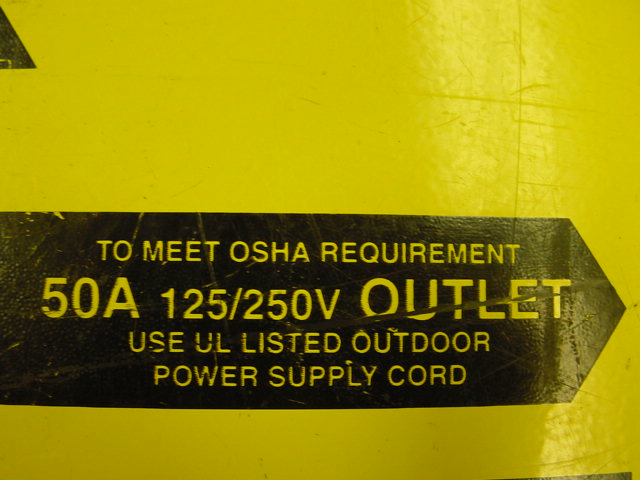 TO MEET OSHA REQUIREMENT
50A 125/250V OUTLET
USE UL LISTED OUTDOOR
POWER SUPPLY CORD